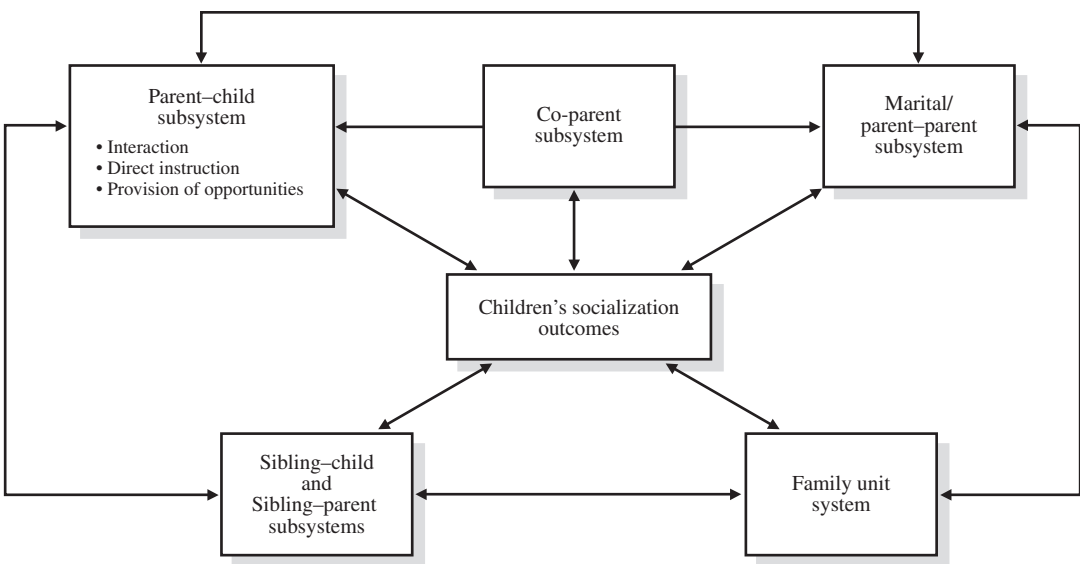 Parent–child
subsystem
• Interaction
• Direct instruction
• Provision of opportunities
Co-parent
subsystem
Marital/
parent–parent
subsystem
Children’s socialization
outcomes
Sibling–child
and
Sibling–parent
subsystems
Family unit
system